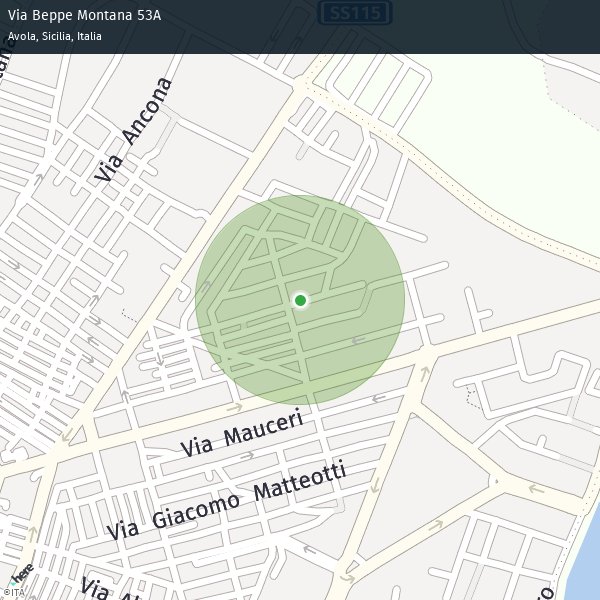 Via Beppe Montana 53A
SS115
Avola, Sicilia, Italia
Via Ancona
Via Mauceri
Via Giacomo Matteotti
here
©ITA